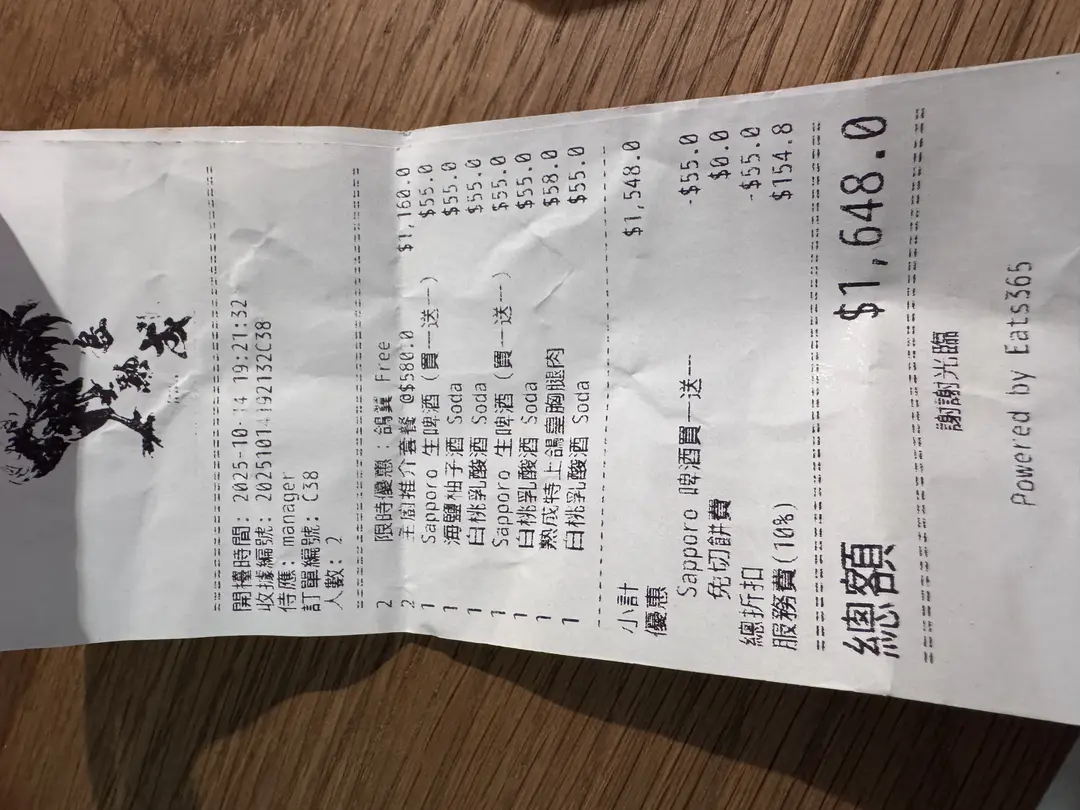 開檯時間: 2025-10-14 19:21:32
收據編號: 20251014192132C38
侍應: manager
訂單編號: C38
人數: 2
2 限時優惠：鴿翼 Free
2 主廚推介套餐 @$580.0 $1,160.0
1 Sapporo 生啤酒 (買一送一) $55.0
1 海鹽柚子酒 Soda $55.0
1 白桃乳酸酒 Soda $55.0
1 Sapporo 生啤酒 (買一送一) $55.0
1 白桃乳酸酒 Soda $55.0
1 熟成特上鴿皇胸腿肉 $58.0
1 白桃乳酸酒 Soda $55.0
小計 $1,548.0
優惠
Sapporo 啤酒買一送一 -$55.0
免切餅費 $0.0
總折扣 -$55.0
服務費(10%) $154.8
總額 $1,648.0
謝謝光臨
Powered by Eats365